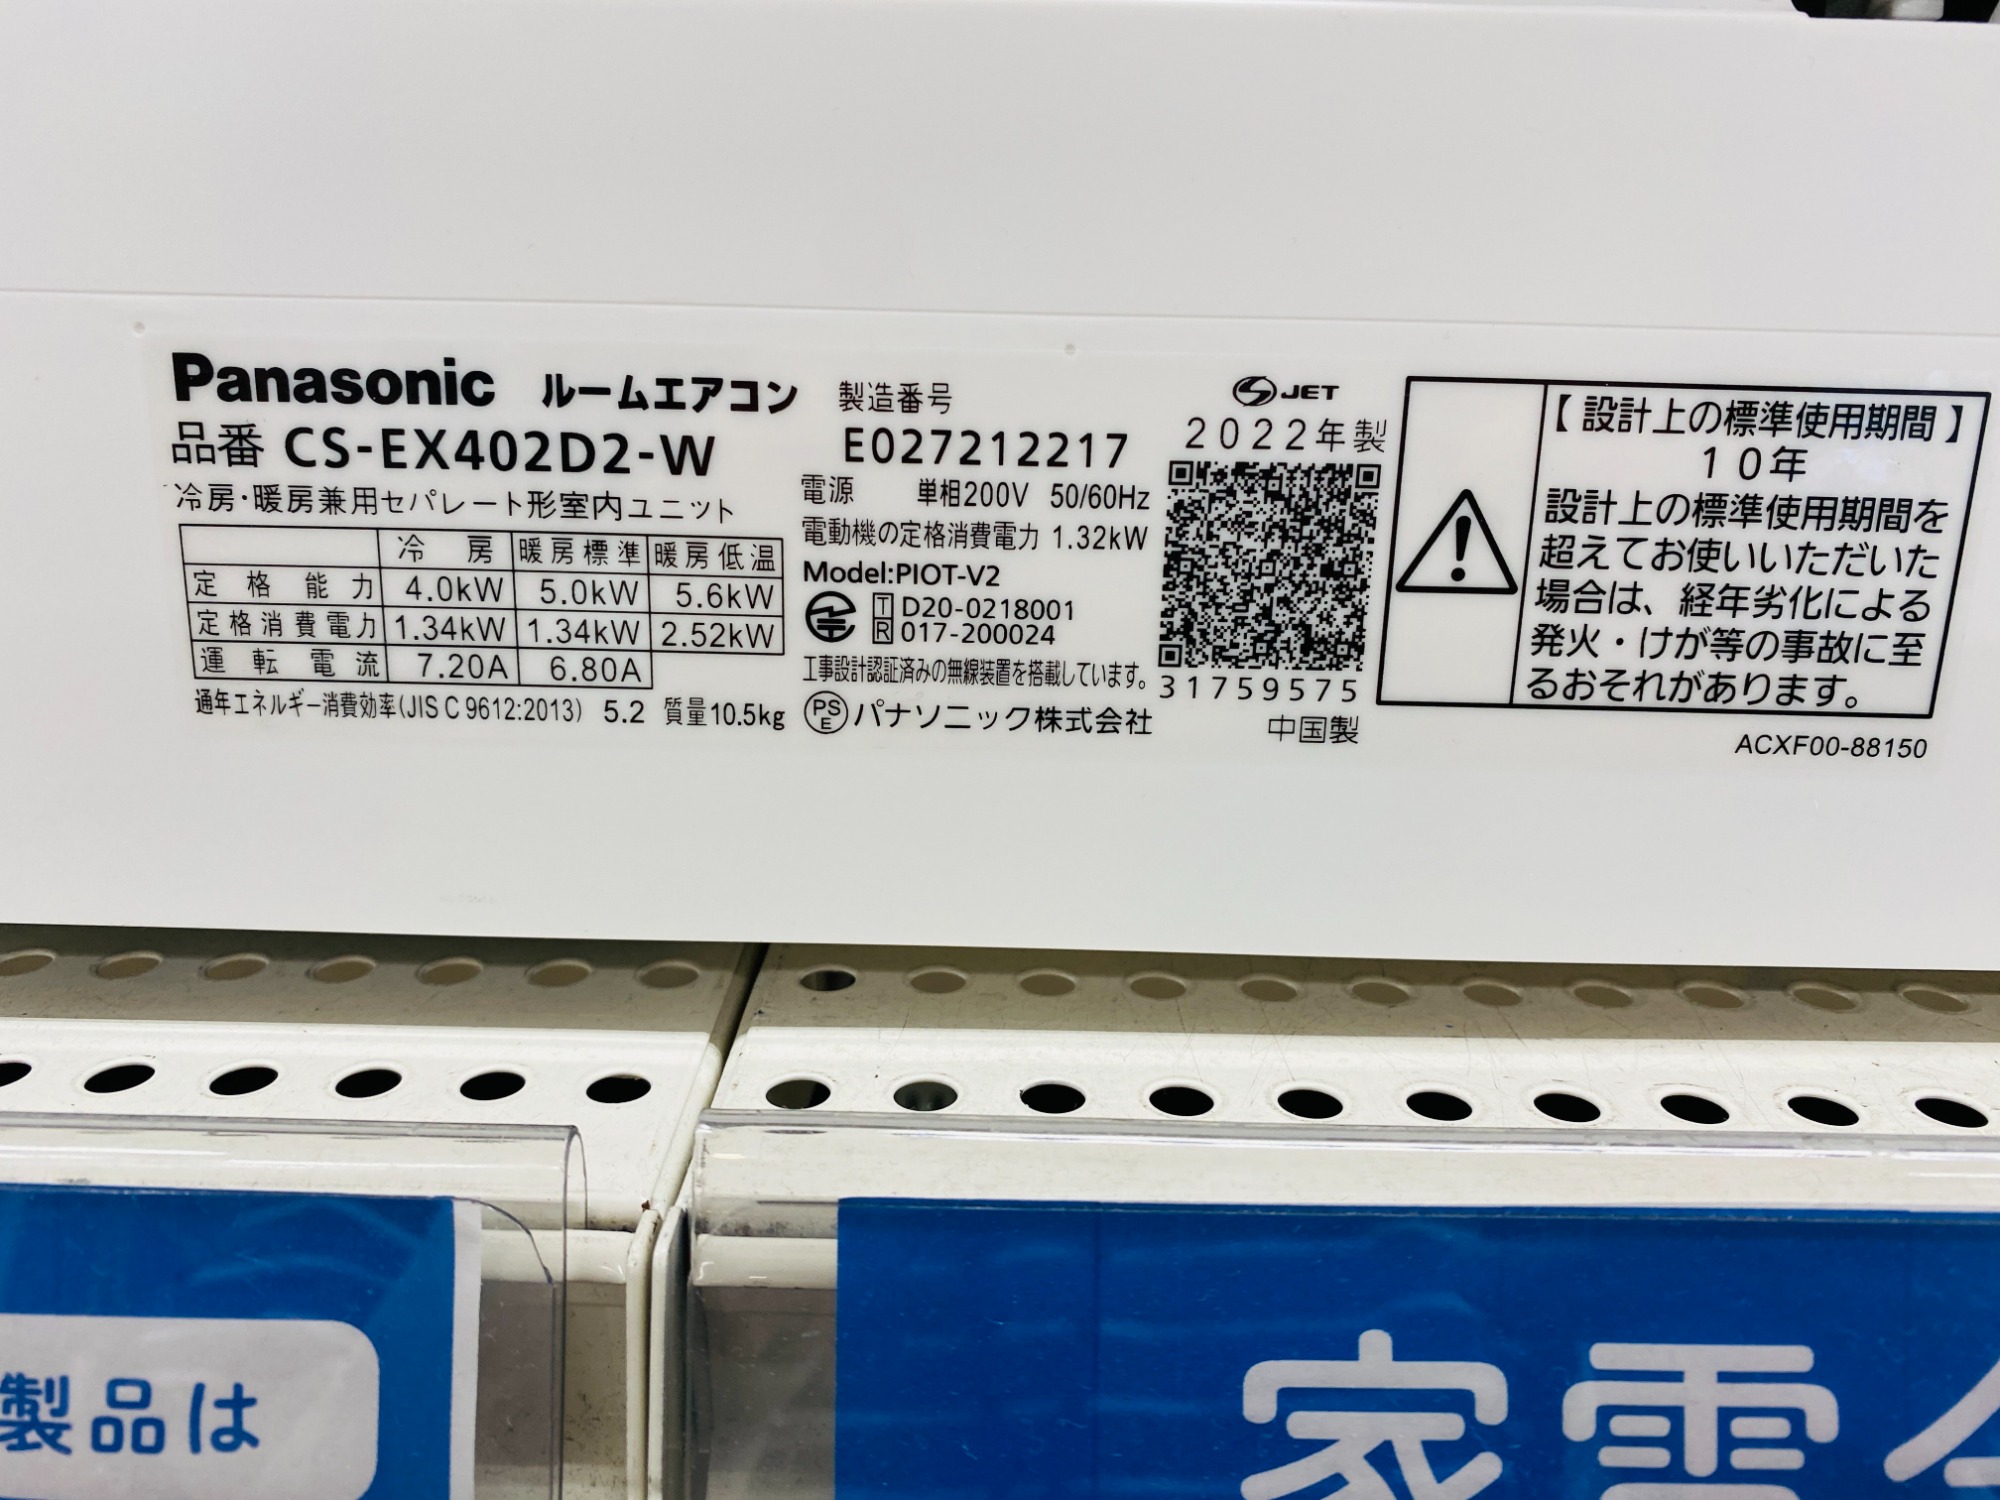 Panasonic ルームエアコン
品番 CS-EX402D2-W
冷房・暖房兼用セパレート形室内ユニット
冷房 暖房標準 暖房低温
定格能力 4.0kW 5.0kW 5.6kW
定格消費電力 1.34kW 1.34kW 2.52kW
運転電流 7.20A 6.80A
通年エネルギー消費効率(JIS C 9612:2013) 5.2 質量10.5kg
製造番号
E027212217
電源 単相200V 50/60Hz
電動機の定格消費電力 1.32kW
Model:PIOT-V2
T D20-0218001
R 017-200024
工事設計認証済みの無線装置を搭載しています。
PSE パナソニック株式会社
JET
2022年製
31759575
中国製
【設計上の標準使用期間】
10年
設計上の標準使用期間を
超えてお使いいただいた
場合は、経年劣化による
発火・けが等の事故に至
るおそれがあります。
ACXF00-88150
製品は
家電